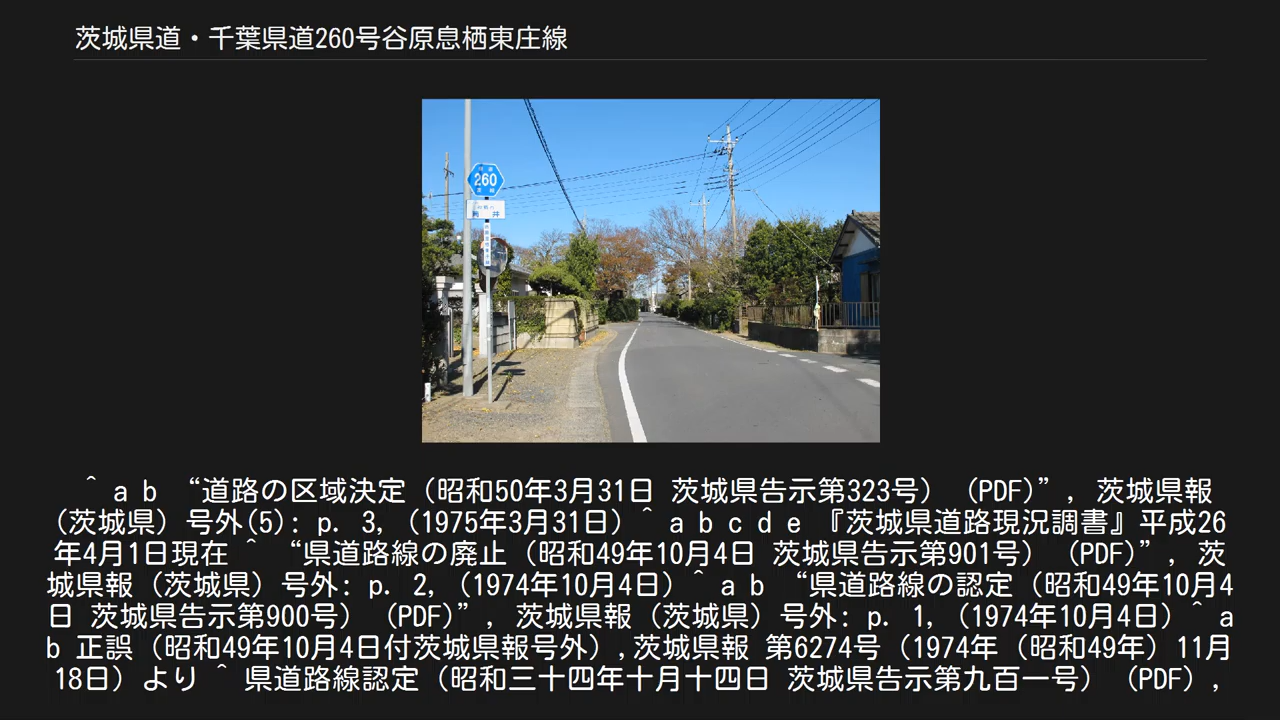 茨城県道・千葉県道260号谷原息栖東庄線
260
^ a b “道路の区域決定（昭和50年3月31日 茨城県告示第323号）（PDF）”, 茨城県報
（茨城県）号外(5): p. 3, （1975年3月31日）^ a b c d e 『茨城県道路現況調書』平成26
年4月1日現在 ^ “県道路線の廃止（昭和49年10月4日 茨城県告示第901号）（PDF）”, 茨
城県報（茨城県）号外: p. 2, （1974年10月4日）^ a b “県道路線の認定（昭和49年10月4
日 茨城県告示第900号）（PDF）”, 茨城県報（茨城県）号外: p. 1, （1974年10月4日）^ a
b 正誤（昭和49年10月4日付茨城県報号外）,茨城県報 第6274号（1974年（昭和49年）11月
18日）より ^ 県道路線認定（昭和三十四年十月十四日 茨城県告示第九百一号）（PDF）,